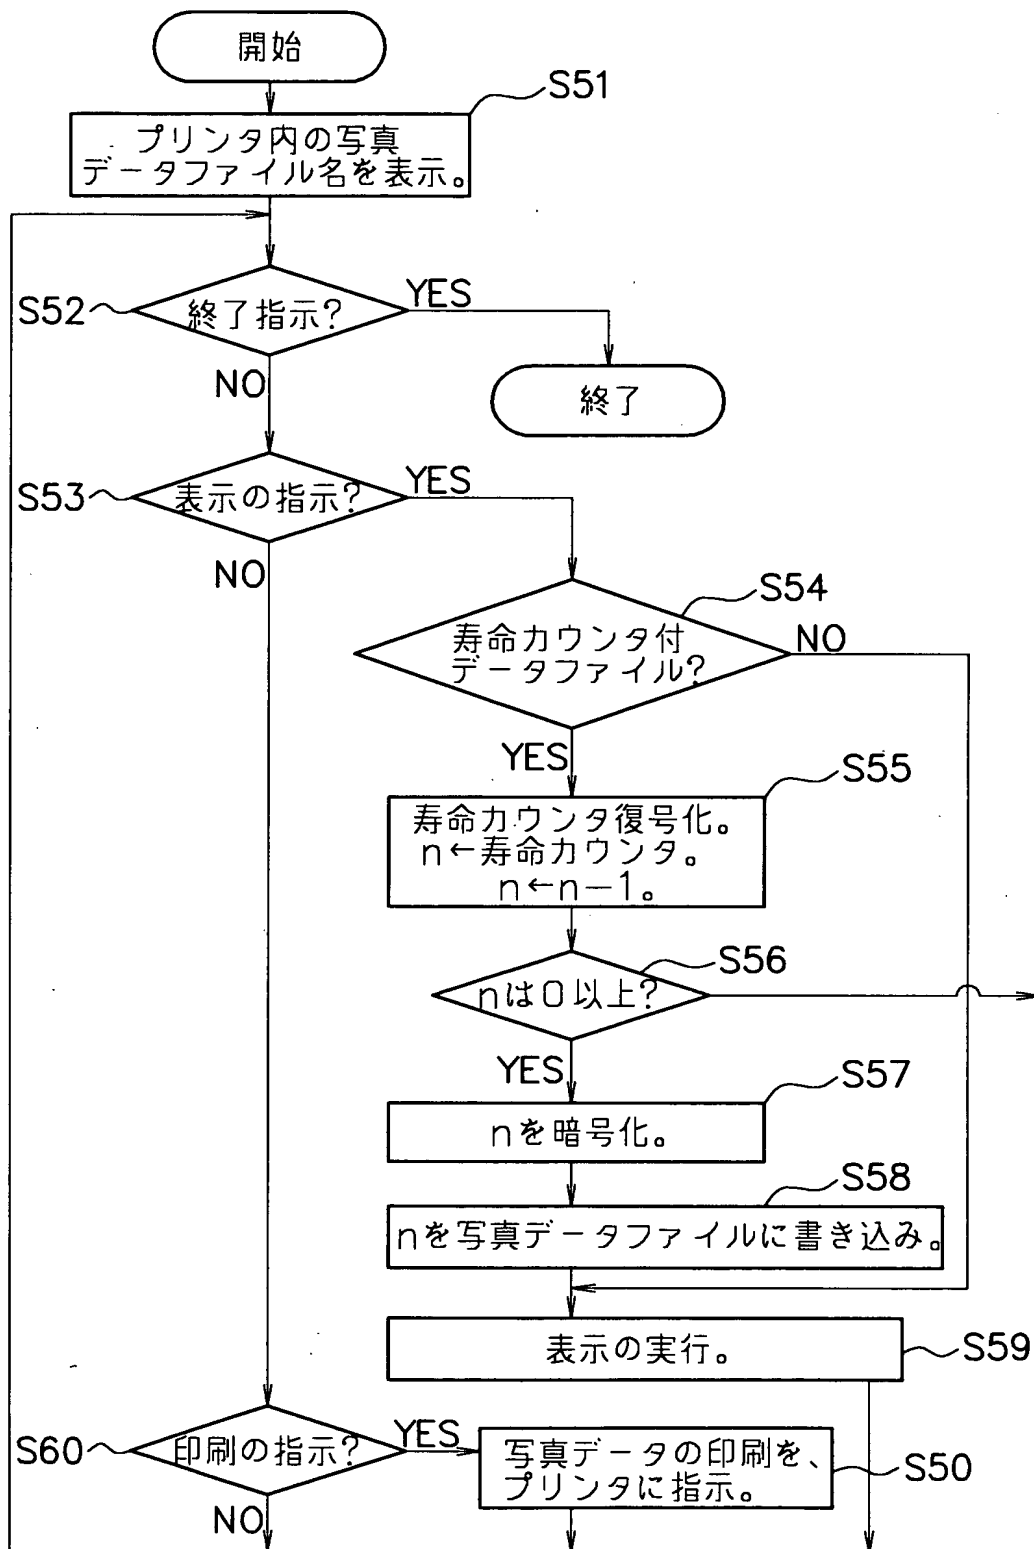 開始
S51
プリンタ内の写真
データファイル名を表示。
S52
終了指示?
YES
NO
終了
S53
表示の指示?
YES
NO
S54
寿命カウンタ付
データファイル?
NO
YES
S55
寿命カウンタ復号化。
n←寿命カウンタ。
n←n−1。
S56
nは0以上?
YES
S57
nを暗号化。
S58
nを写真データファイルに書き込み。
表示の実行。
S59
S60
印刷の指示?
YES
NO
写真データの印刷を、
プリンタに指示。
S50